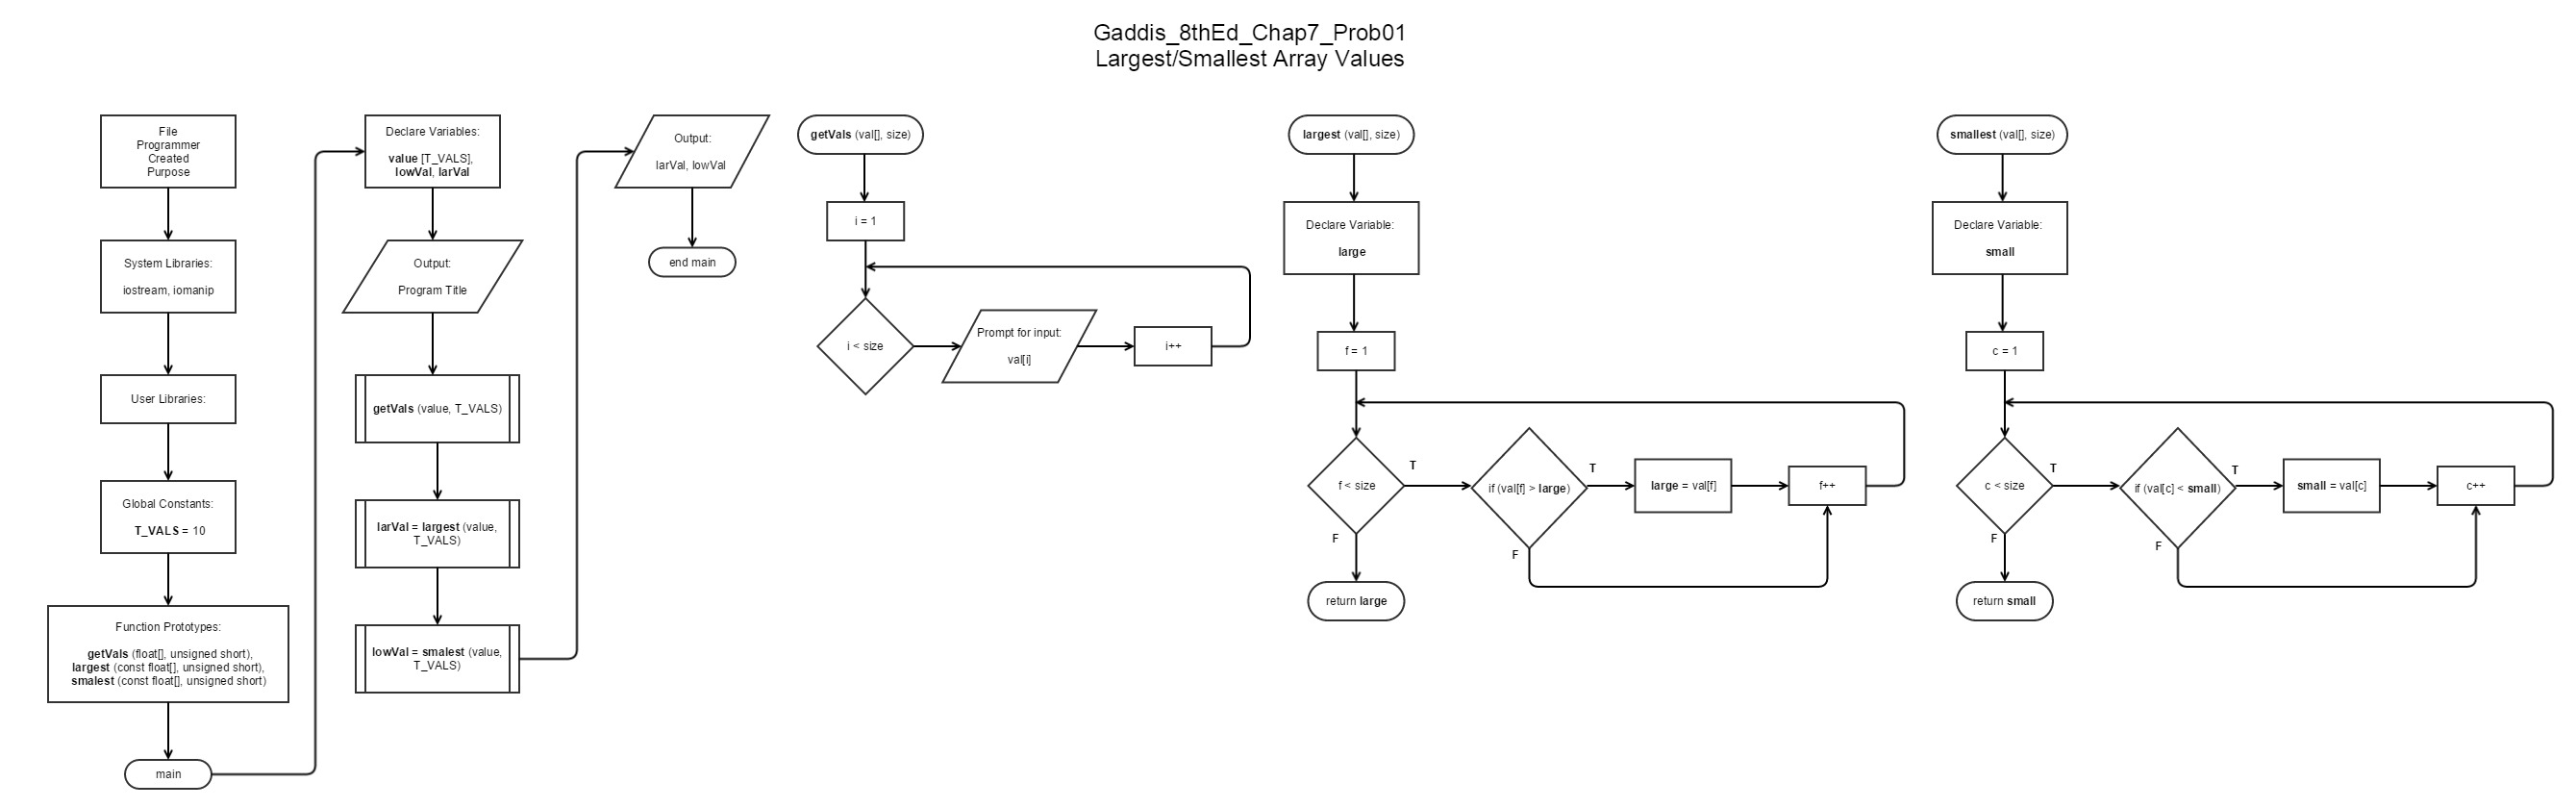 Gaddis_8thEd_Chap7_Prob01
Largest/Smallest Array Values
File
Programmer
Created
Purpose
System Libraries:
iostream, iomanip
User Libraries:
Global Constants:
T_VALS = 10
Function Prototypes:
getVals (float[], unsigned short),
largest (const float[], unsigned short),
smalest (const float[], unsigned short)
main
Declare Variables:
value [T_VALS],
lowVal, larVal
Output:
Program Title
getVals (value, T_VALS)
larVal = largest (value,
T_VALS)
lowVal = smalest (value,
T_VALS)
Output:
larVal, lowVal
end main
getVals (val[], size)
i = 1
i < size
Prompt for input:
val[i]
i++
largest (val[], size)
Declare Variable:
large
f = 1
f < size
T
F
if (val[f] > large)
T
F
large = val[f]
f++
return large
smallest (val[], size)
Declare Variable:
small
c = 1
c < size
T
F
if (val[c] < small)
T
F
small = val[c]
c++
return small